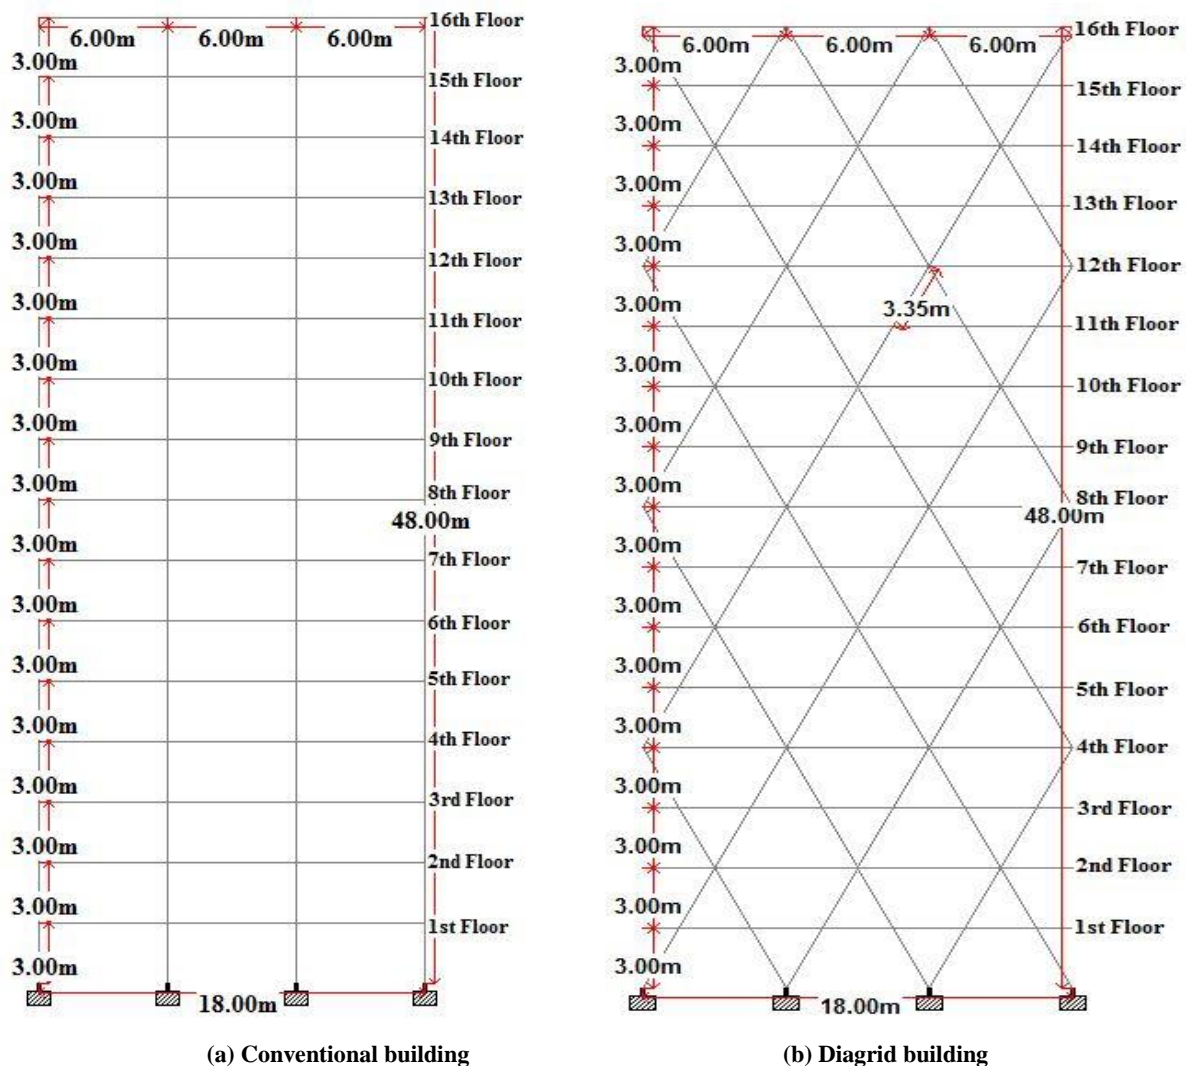 16th Floor
6.00m 6.00m 6.00m
3.00m
15th Floor
3.00m
14th Floor
3.00m
13th Floor
3.00m
12th Floor
3.00m
11th Floor
3.00m
10th Floor
3.00m
9th Floor
3.00m
8th Floor
48.00m
3.00m
7th Floor
3.00m
6th Floor
3.00m
5th Floor
3.00m
4th Floor
3.00m
3rd Floor
3.00m
2nd Floor
3.00m
1st Floor
3.00m
18.00m
(a) Conventional building
16th Floor
6.00m 6.00m 6.00m
3.00m
15th Floor
3.00m
14th Floor
3.00m
13th Floor
3.00m
12th Floor
3.00m
3.35m
11th Floor
3.00m
10th Floor
3.00m
9th Floor
3.00m
8th Floor
48.00m
3.00m
7th Floor
3.00m
6th Floor
3.00m
5th Floor
3.00m
4th Floor
3.00m
3rd Floor
3.00m
2nd Floor
3.00m
1st Floor
3.00m
18.00m
(b) Diagrid building